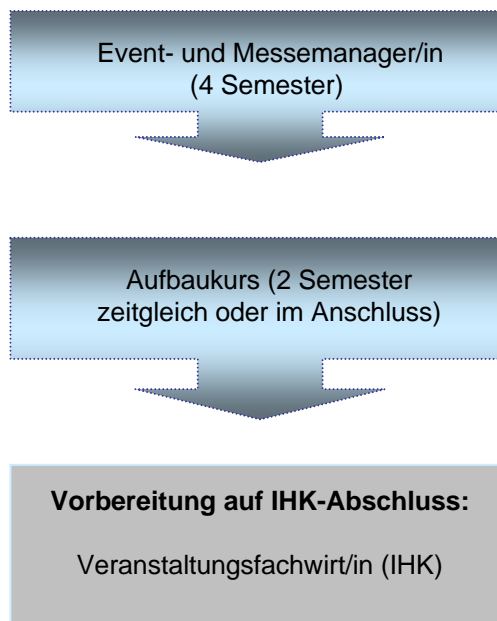 Event- und Messemanager/in
(4 Semester)
Aufbaukurs (2 Semester
zeitgleich oder im Anschluss)
Vorbereitung auf IHK-Abschluss:
Veranstaltungsfachwirt/in (IHK)